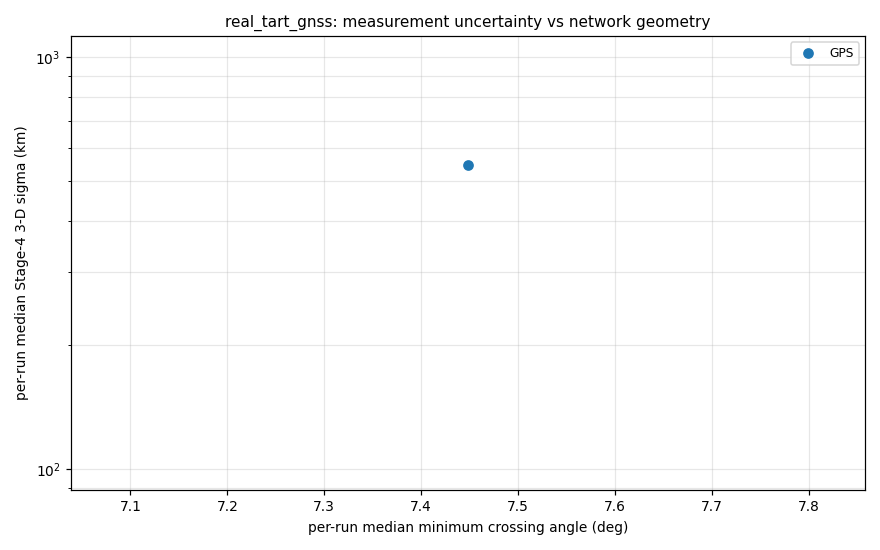 real_tart_gnss: measurement uncertainty vs network geometry
GPS
per-run median Stage-4 3-D sigma (km)
10³
10²
7.1 7.2 7.3 7.4 7.5 7.6 7.7 7.8
per-run median minimum crossing angle (deg)